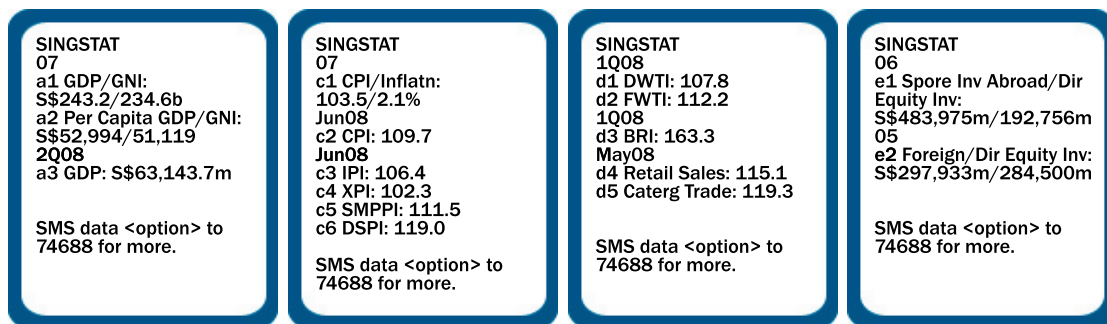 SINGSTAT
07
a1 GDP/GNI:
S$243.2/234.6b
a2 Per Capita GDP/GNI:
S$52,994/51,119
2Q08
a3 GDP: S$63,143.7m
SMS data <option> to
74688 for more.
SINGSTAT
07
c1 CPI/Inflatn:
103.5/2.1%
Jun08
c2 CPI: 109.7
Jun08
c3 IPI: 106.4
c4 XPI: 102.3
c5 SMPPI: 111.5
c6 DSPI: 119.0
SMS data <option> to
74688 for more.
SINGSTAT
1Q08
d1 DWTI: 107.8
d2 FWTI: 112.2
1Q08
d3 BRI: 163.3
May08
d4 Retail Sales: 115.1
d5 Caterg Trade: 119.3
SMS data <option> to
74688 for more.
SINGSTAT
06
e1 Spore Inv Abroad/Dir
Equity Inv:
S$483,975m/192,756m
05
e2 Foreign/Dir Equity Inv:
S$297,933m/284,500m
SMS data <option> to
74688 for more.